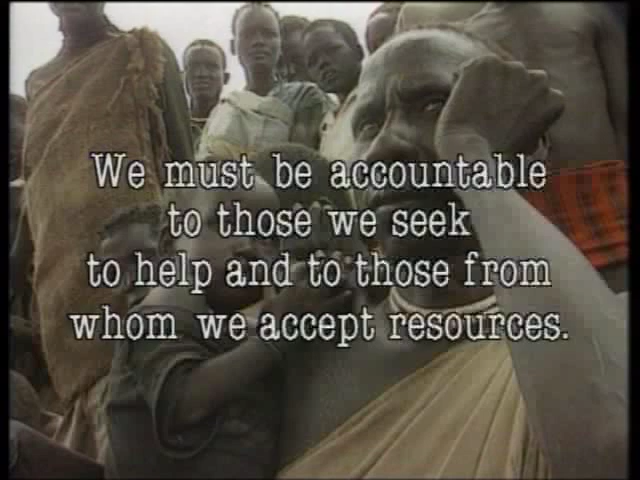 We must be accountable
to those we seek
to help and to those from
whom we accept resources.